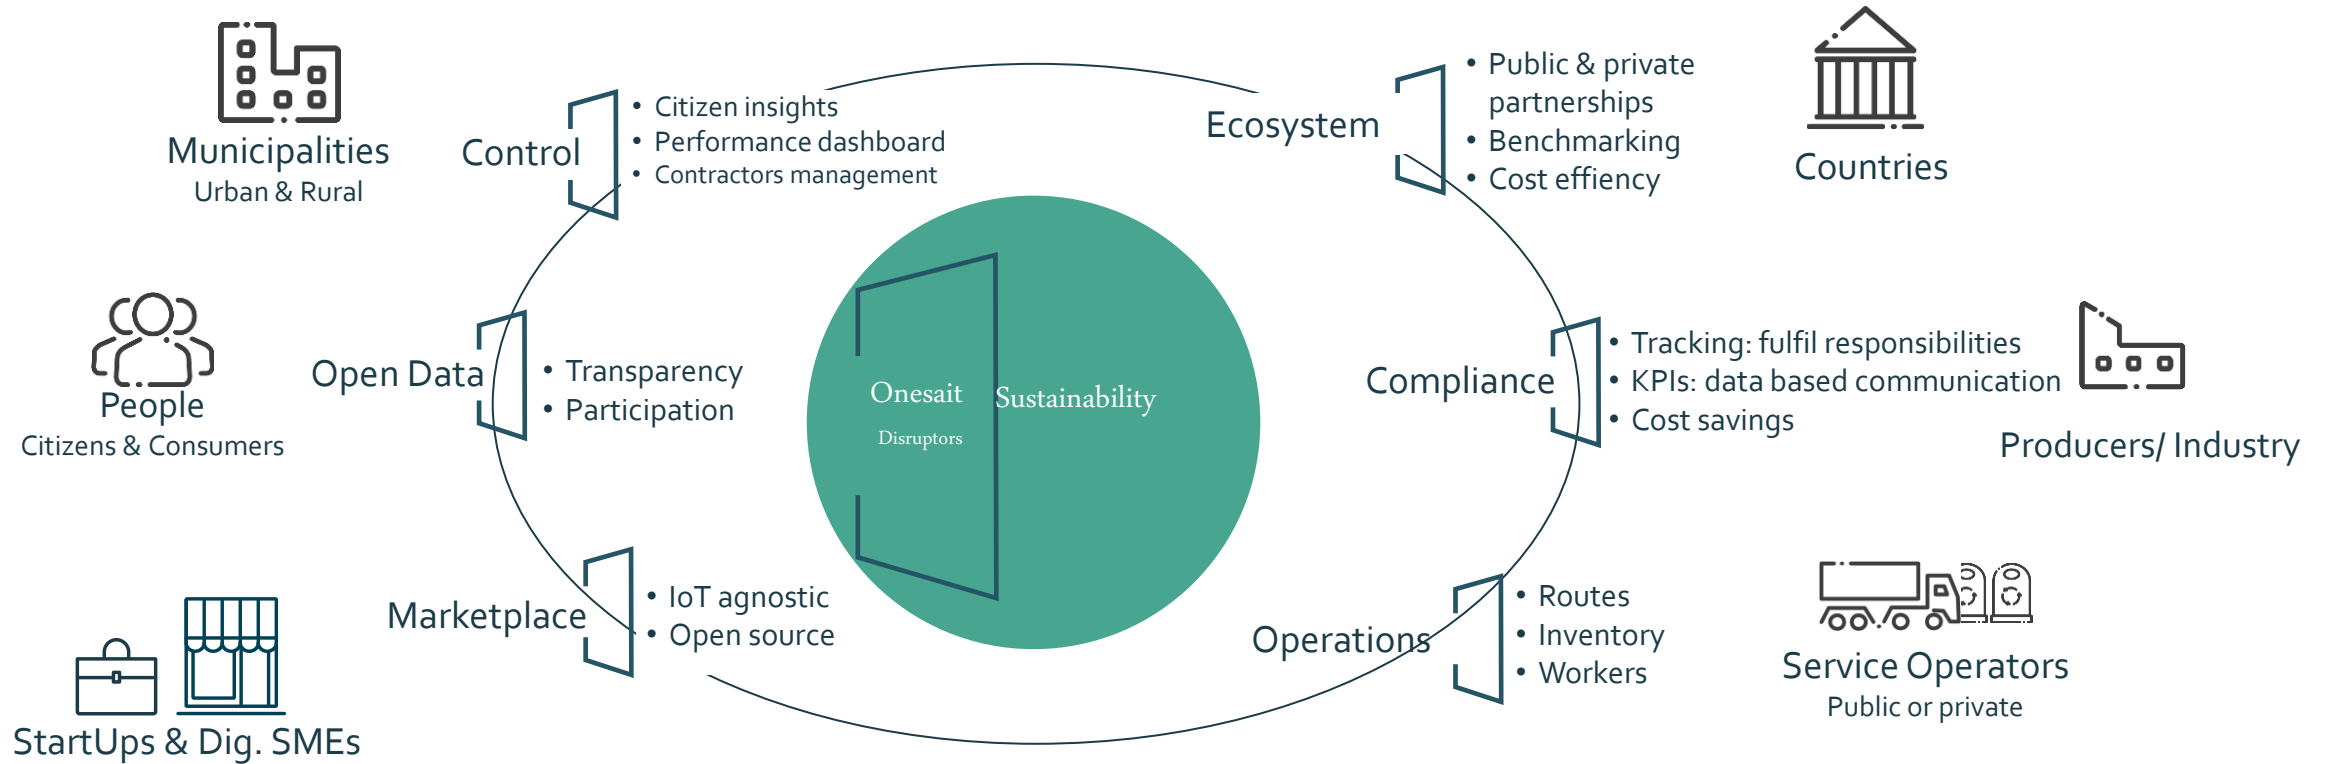 Municipalities
Urban & Rural
Control
• Citizen insights
• Performance dashboard
• Contractors management
Ecosystem
• Public & private
partnerships
• Benchmarking
• Cost effiency
Countries
People
Citizens & Consumers
Open Data
• Transparency
• Participation
Onesait
Disruptors
Sustainability
Compliance
• Tracking: fulfil responsibilities
• KPIs: data based communication
• Cost savings
Producers/ Industry
StartUps & Dig. SMEs
Marketplace
• IoT agnostic
• Open source
Operations
• Routes
• Inventory
• Workers
Service Operators
Public or private